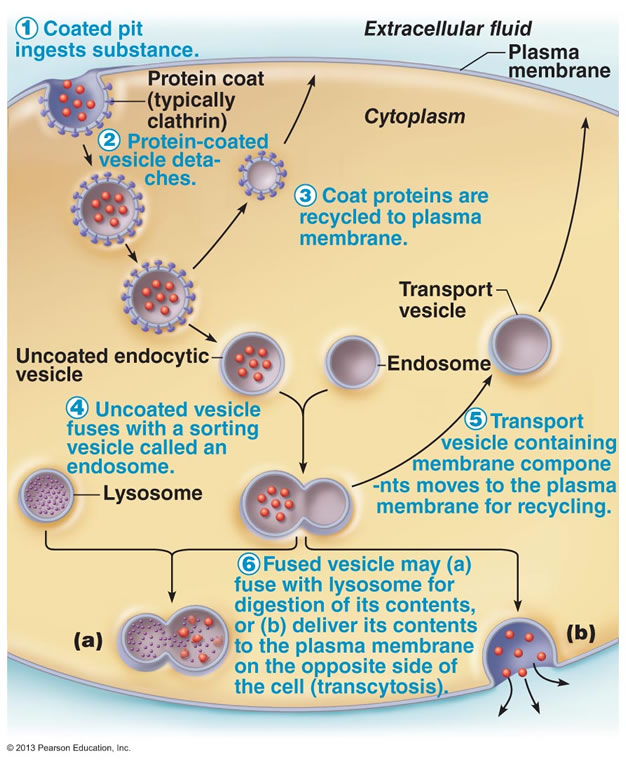 ① Coated pit
ingests substance.
Extracellular fluid
Plasma
membrane
Protein coat
(typically
clathrin)
Cytoplasm
② Protein-coated
vesicle deta-
ches.
③ Coat proteins are
recycled to plasma
membrane.
Transport
vesicle
Uncoated endocytic
vesicle
Endosome
④ Uncoated vesicle
fuses with a sorting
vesicle called an
endosome.
⑤ Transport
vesicle containing
membrane compone
-nts moves to the plasma
membrane for recycling.
Lysosome
⑥ Fused vesicle may (a)
fuse with lysosome for
digestion of its contents,
or (b) deliver its contents
to the plasma membrane
on the opposite side of
the cell (transcytosis).
(a)
(b)
© 2013 Pearson Education, Inc.